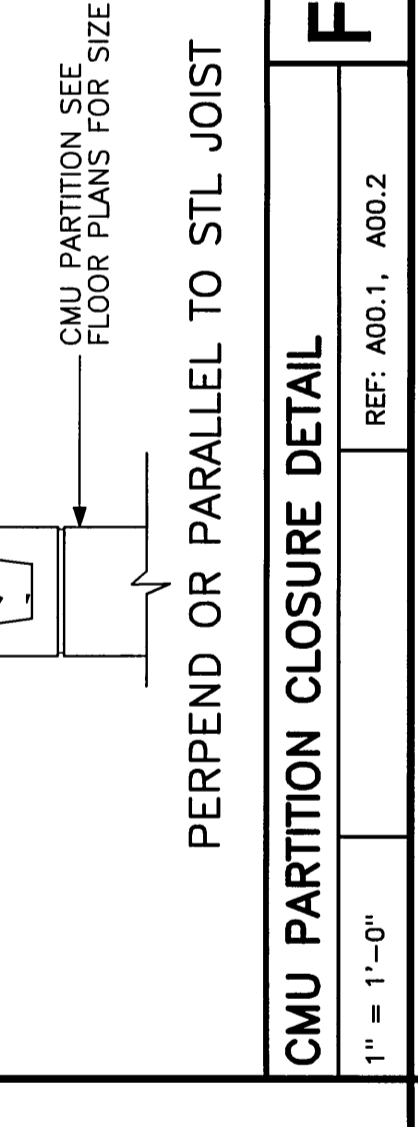 CMU PARTITION SEE
FLOOR PLANS FOR SIZE
PERPEND OR PARALLEL TO STL JOIST
CMU PARTITION CLOSURE DETAIL
F
1" = 1'-0"
REF: A00.1, A00.2